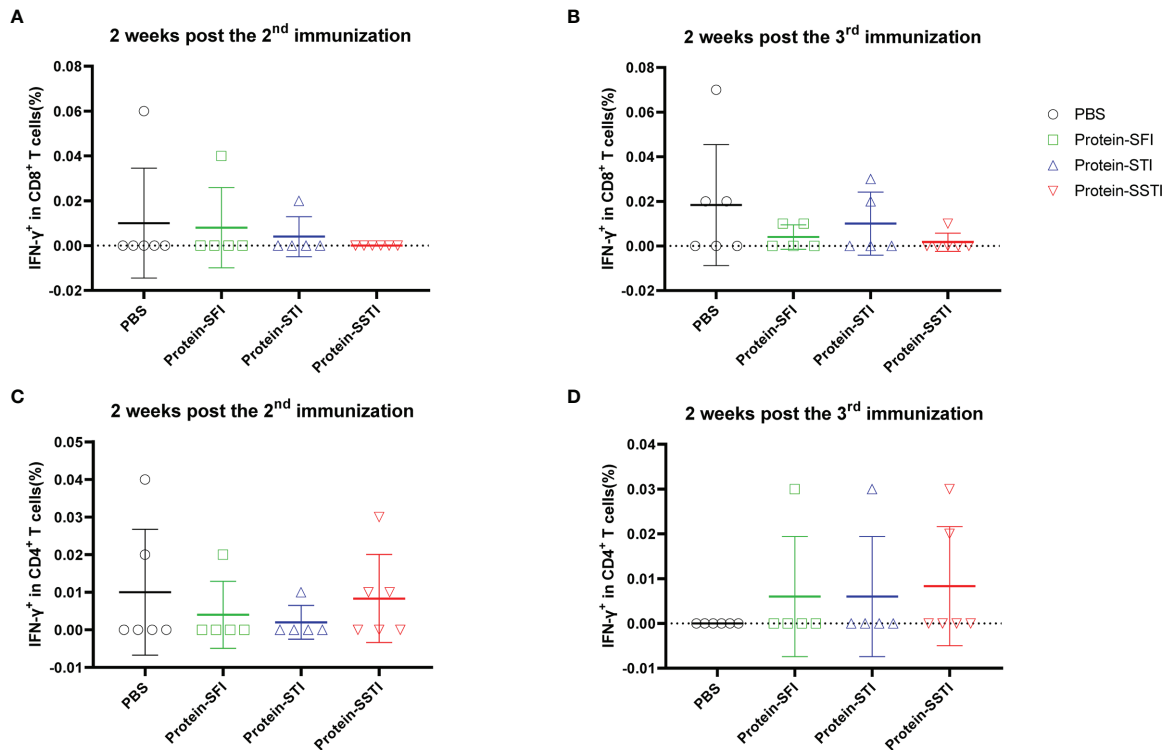 A
2 weeks post the 2nd immunization
IFN-γ+ in CD8+ T cells(%)
0.08
0.06
0.04
0.02
0.00
-0.02
PBS
Protein-SFI
Protein-STI
Protein-SSTI
B
2 weeks post the 3rd immunization
IFN-γ+ in CD8+ T cells(%)
0.08
0.06
0.04
0.02
0.00
-0.02
PBS
Protein-SFI
Protein-STI
Protein-SSTI
PBS
Protein-SFI
Protein-STI
Protein-SSTI
C
2 weeks post the 2nd immunization
IFN-γ+ in CD4+ T cells(%)
0.05
0.04
0.03
0.02
0.01
0.00
-0.01
PBS
Protein-SFI
Protein-STI
Protein-SSTI
D
2 weeks post the 3rd immunization
IFN-γ+ in CD4+ T cells(%)
0.04
0.03
0.02
0.01
0.00
-0.01
PBS
Protein-SFI
Protein-STI
Protein-SSTI